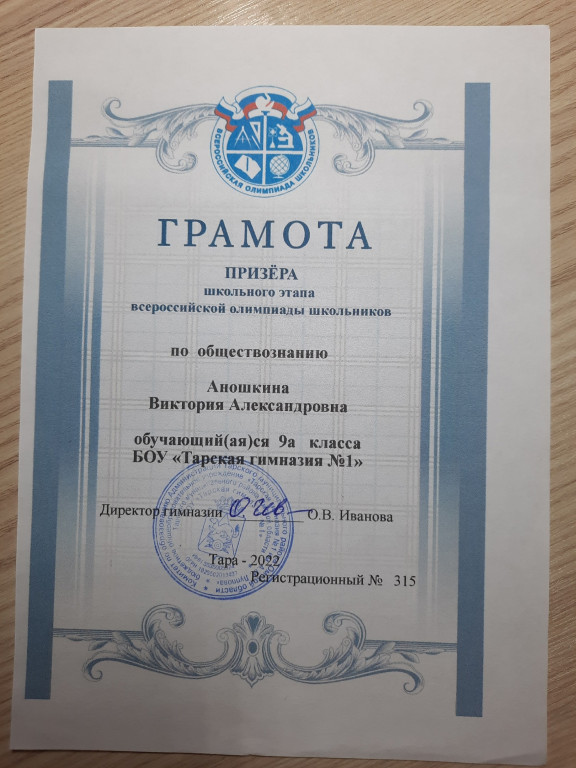 ВСЕРОССИЙСКАЯ ОЛИМПИАДА ШКОЛЬНИКОВ
ГРАМОТА
ПРИЗЁРА
школьного этапа
всероссийской олимпиады школьников
по обществознанию
Аношкина
Виктория Александровна
обучающий(ая)ся 9а класса
БОУ «Тарская гимназия №1»
Директор гимназии О.В. Иванова
Тара - 2022
Регистрационный № 315